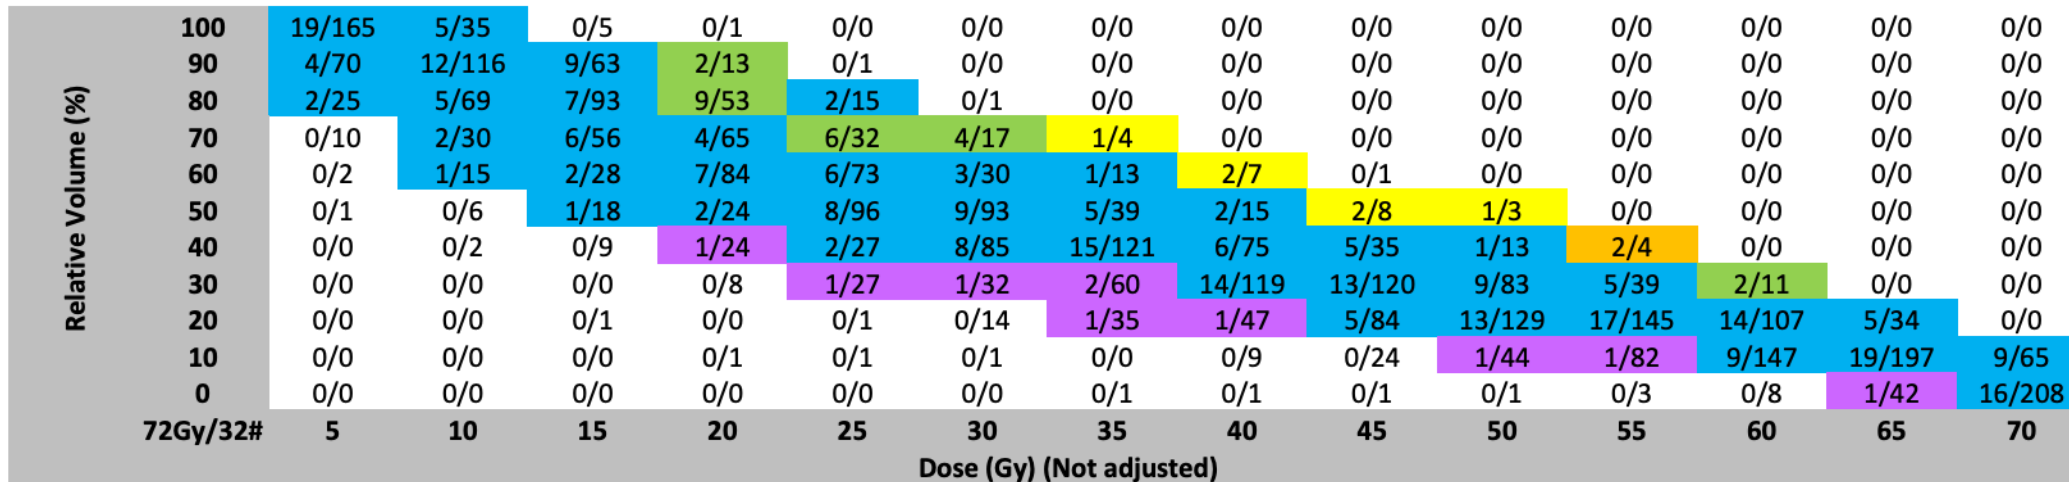 100 19/165 5/35 0/5 0/1 0/0 0/0 0/0 0/0 0/0 0/0 0/0 0/0 0/0 0/0
90 4/70 12/116 9/63 2/13 0/1 0/0 0/0 0/0 0/0 0/0 0/0 0/0 0/0 0/0
80 2/25 5/69 7/93 9/53 2/15 0/1 0/0 0/0 0/0 0/0 0/0 0/0 0/0 0/0
70 0/10 2/30 6/56 4/65 6/32 4/17 1/4 0/0 0/0 0/0 0/0 0/0 0/0 0/0
60 0/2 1/15 2/28 7/84 6/73 3/30 1/13 2/7 0/1 0/0 0/0 0/0 0/0 0/0
Relative Volume (%)
50 0/1 0/6 1/18 2/24 8/96 9/93 5/39 2/15 2/8 1/3 0/0 0/0 0/0 0/0
40 0/0 0/2 0/9 1/24 2/27 8/85 15/121 6/75 5/35 1/13 2/4 0/0 0/0 0/0
30 0/0 0/0 0/0 0/8 1/27 1/32 2/60 14/119 13/120 9/83 5/39 2/11 0/0 0/0
20 0/0 0/0 0/1 0/0 0/1 0/14 1/35 1/47 5/84 13/129 17/145 14/107 5/34 0/0
10 0/0 0/0 0/0 0/1 0/1 0/1 0/0 0/9 0/24 1/44 1/82 9/147 19/197 9/65
0 0/0 0/0 0/0 0/0 0/0 0/0 0/1 0/1 0/1 0/1 0/3 0/8 1/42 16/208
72Gy/32# 5 10 15 20 25 30 35 40 45 50 55 60 65 70
Dose (Gy) (Not adjusted)